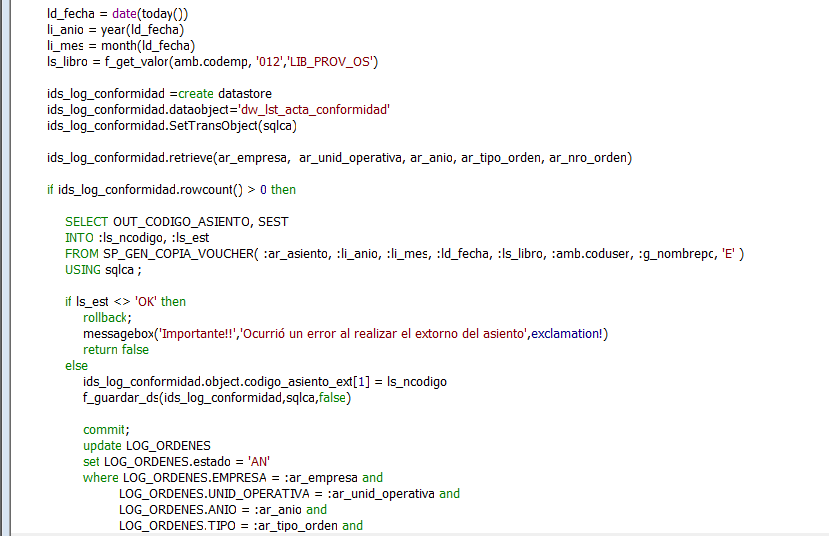 ld_fecha = date(today())
li_anio = year(ld_fecha)
li_mes = month(ld_fecha)
ls_libro = f_get_valor(amb.codemp, '012','LIB_PROV_OS')
ids_log_conformidad =create datastore
ids_log_conformidad.dataobject='dw_lst_acta_conformidad'
ids_log_conformidad.SetTransObject(sqlca)
ids_log_conformidad.retrieve(ar_empresa,  ar_unid_operativa, ar_anio, ar_tipo_orden, ar_nro_orden)
if ids_log_conformidad.rowcount() > 0 then
SELECT OUT_CODIGO_ASIENTO, SEST
INTO :ls_ncodigo, :ls_est
FROM SP_GEN_COPIA_VOUCHER( :ar_asiento, :li_anio, :li_mes, :ld_fecha, :ls_libro, :amb.coduser, :g_nombrepc, 'E' )
USING sqlca ;
if ls_est <> 'OK' then
rollback;
messagebox('Importante!!','Ocurrió un error al realizar el extorno del asiento',exclamation!)
return false
else
ids_log_conformidad.object.codigo_asiento_ext[1] = ls_ncodigo
f_guardar_ds(ids_log_conformidad,sqlca,false)
commit;
update LOG_ORDENES
set LOG_ORDENES.estado = 'AN'
where LOG_ORDENES.EMPRESA = :ar_empresa and
LOG_ORDENES.UNID_OPERATIVA = :ar_unid_operativa and
LOG_ORDENES.ANIO = :ar_anio and
LOG_ORDENES.TIPO = :ar_tipo_orden and